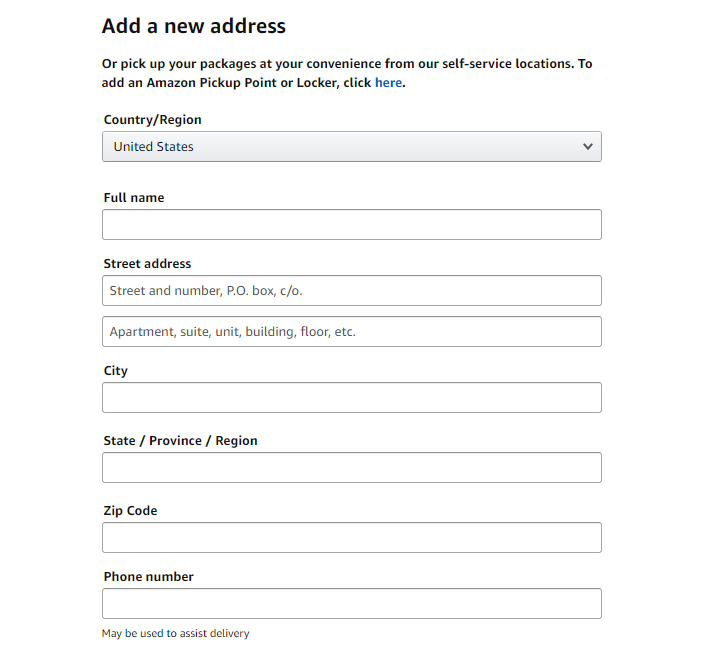 Add a new address
Or pick up your packages at your convenience from our self-service locations. To
add an Amazon Pickup Point or Locker, click here.
Country/Region
United States
Full name
Street address
Street and number, P.O. box, c/o.
Apartment, suite, unit, building, floor, etc.
City
State / Province / Region
Zip Code
Phone number
May be used to assist delivery